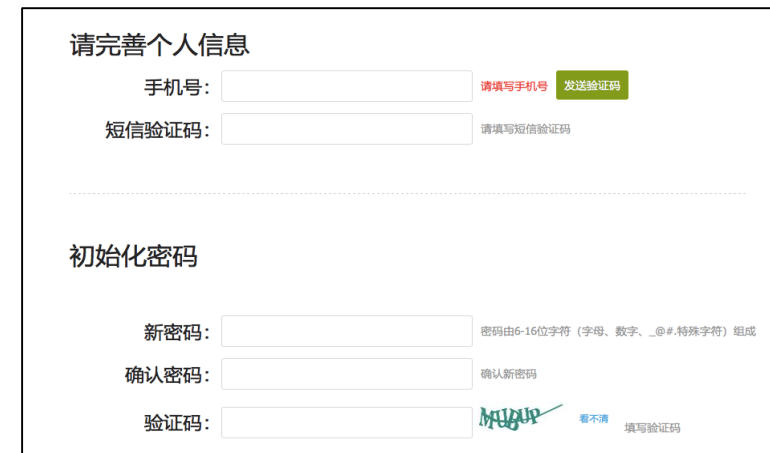 请完善个人信息
手机号： 请填写手机号 发送验证码
短信验证码： 请填写短信验证码
初始化密码
新密码： 密码由6-16位字符（字母、数字、_@#.特殊字符）组成
确认密码： 确认新密码
验证码： 看不清 填写验证码